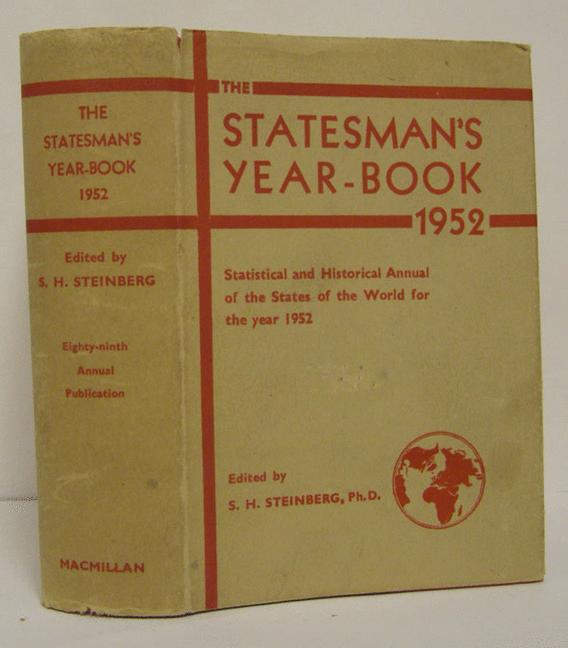 THE
STATESMAN'S
YEAR-BOOK
1952
Edited by
S. H. STEINBERG
Eighty-ninth
Annual
Publication
MACMILLAN
THE
STATESMAN'S
YEAR-BOOK
1952
Statistical and Historical Annual
of the States of the World for
the year 1952
Edited by
S. H. STEINBERG, Ph.D.